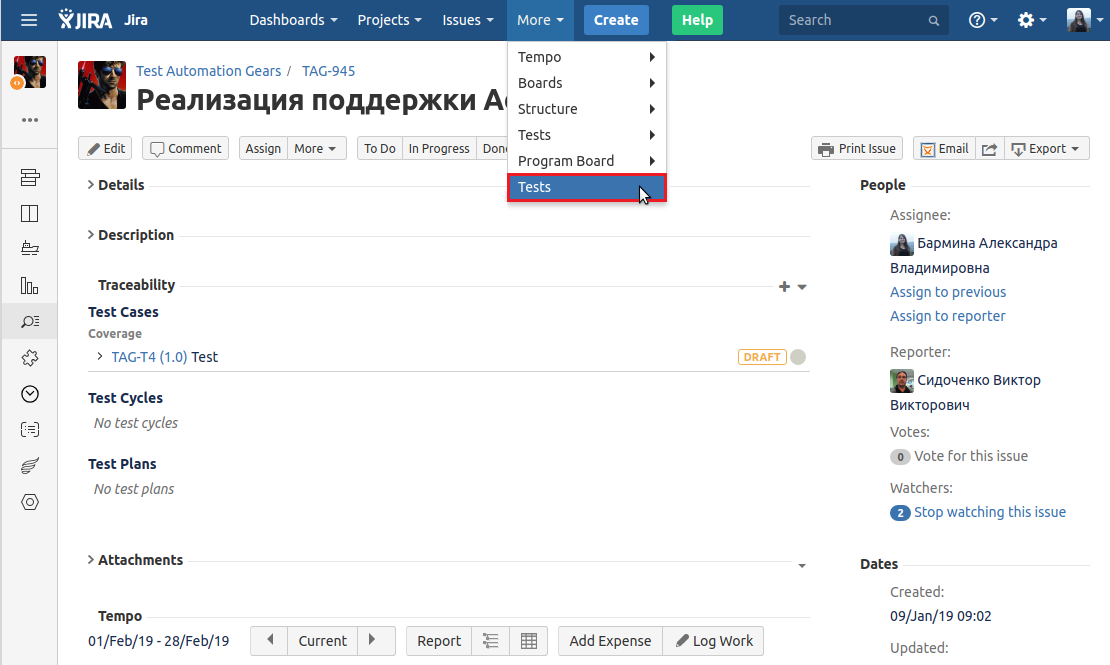 JIRA Jira Dashboards Projects Issues More Create Help Search
Tempo
Boards
Structure
Tests
Program Board
Tests
Test Automation Gears / TAG-945
Реализация поддержки
Edit Comment Assign More To Do In Progress Print Issue Email Export
Details
Description
Traceability
Test Cases
Coverage
TAG-T4 (1.0) Test DRAFT
Test Cycles
No test cycles
Test Plans
No test plans
Attachments
Tempo
01/Feb/19 - 28/Feb/19 Current Report Add Expense Log Work
People
Assignee:
Бармина Александра
Владимировна
Assign to previous
Assign to reporter
Reporter:
Сидоченко Виктор
Викторович
Votes:
0 Vote for this issue
Watchers:
2 Stop watching this issue
Dates
Created:
09/Jan/19 09:02
Updated: